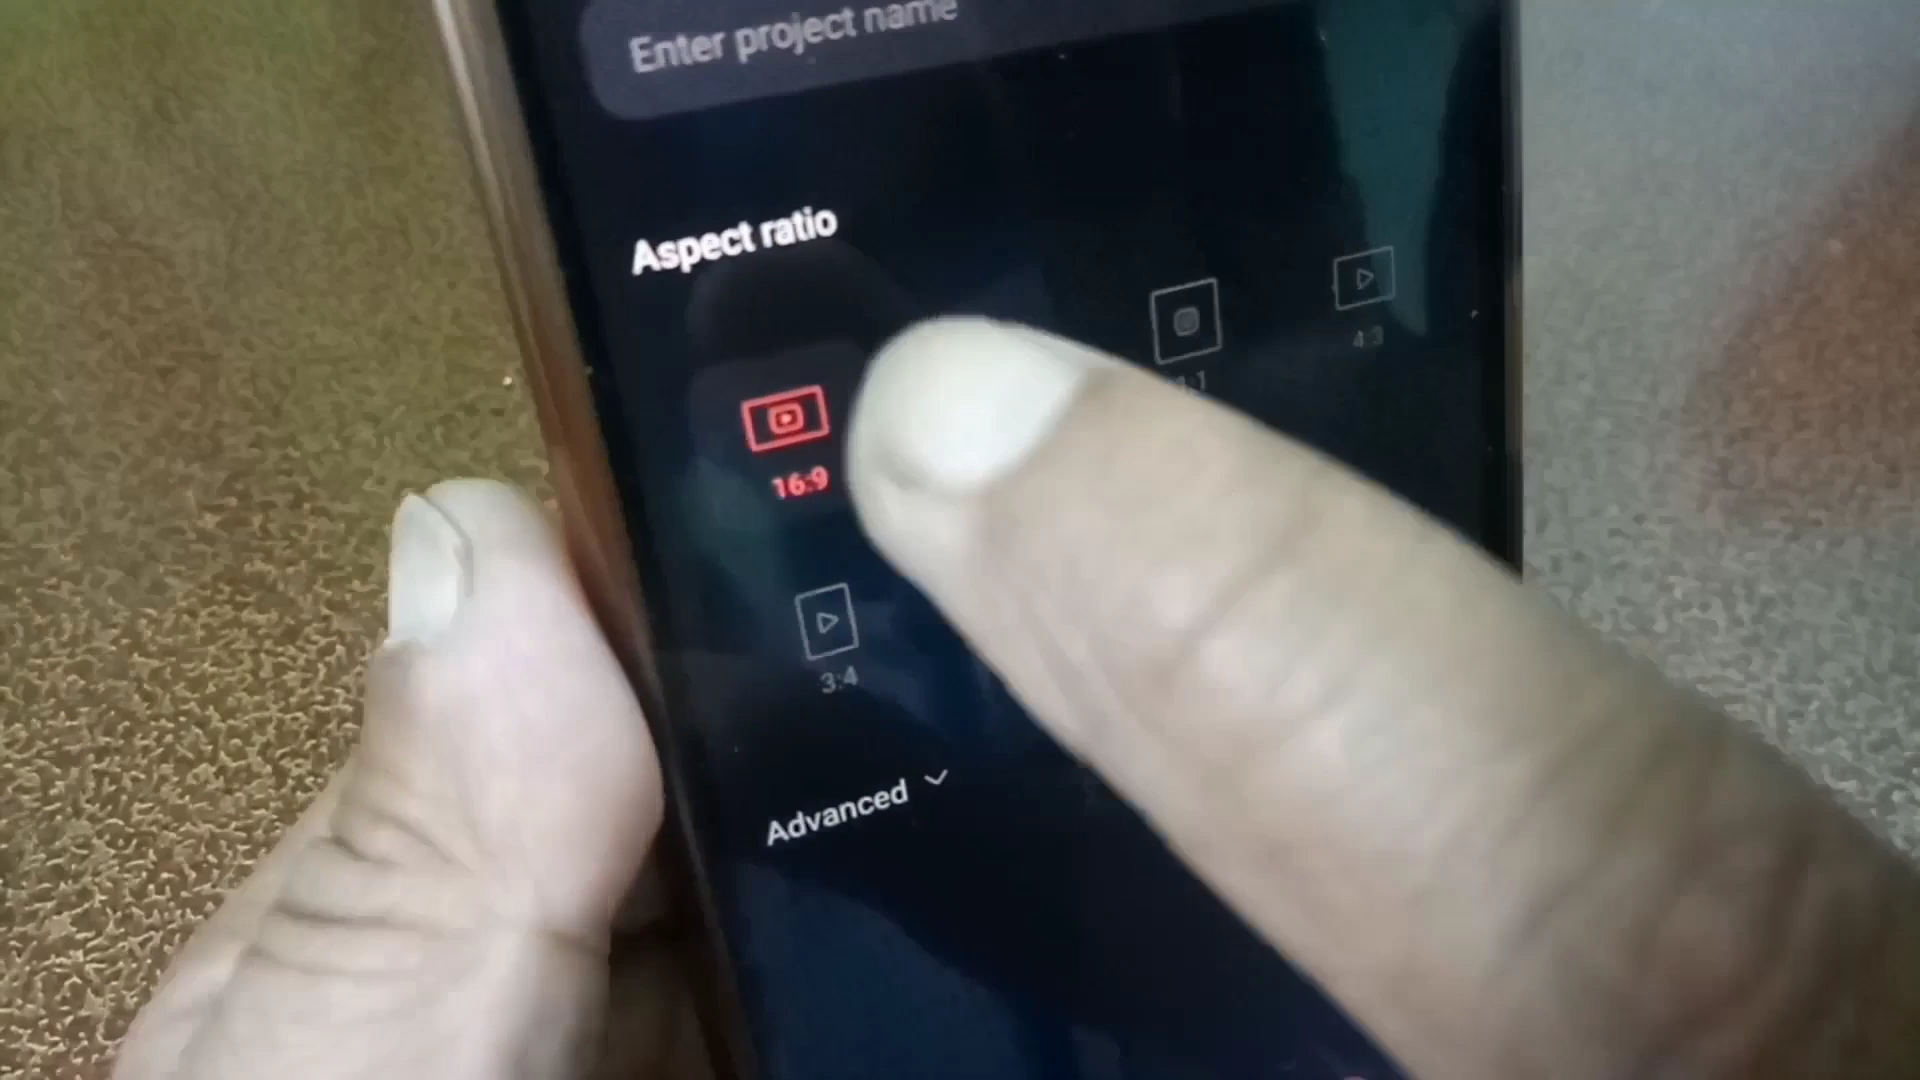 Enter project name
Aspect ratio
4:3
16:9
3:4
Advanced